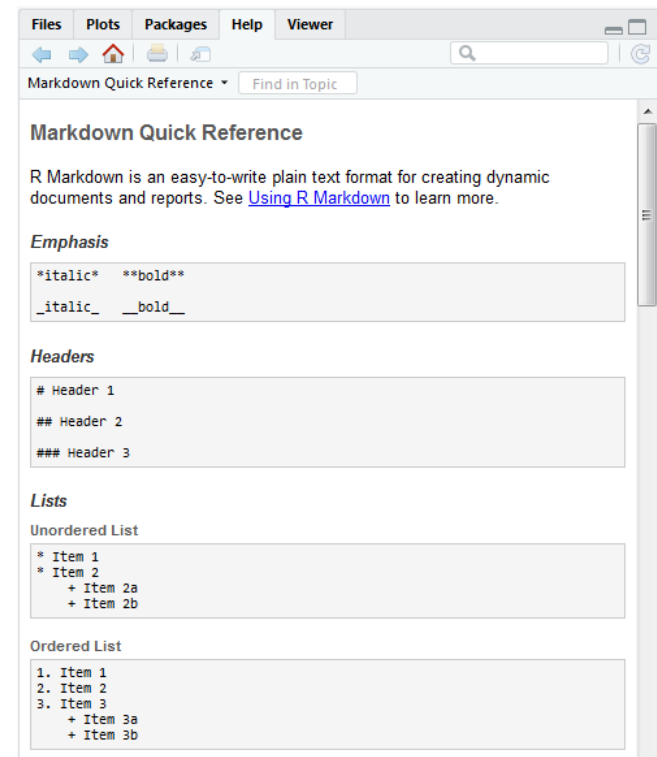 Files Plots Packages Help Viewer
Markdown Quick Reference Find in Topic
Markdown Quick Reference
R Markdown is an easy-to-write plain text format for creating dynamic
documents and reports. See Using R Markdown to learn more.
Emphasis
*italic*   **bold**
_italic_   __bold__
Headers
# Header 1
## Header 2
### Header 3
Lists
Unordered List
* Item 1
* Item 2
    + Item 2a
    + Item 2b
Ordered List
1. Item 1
2. Item 2
3. Item 3
    + Item 3a
    + Item 3b